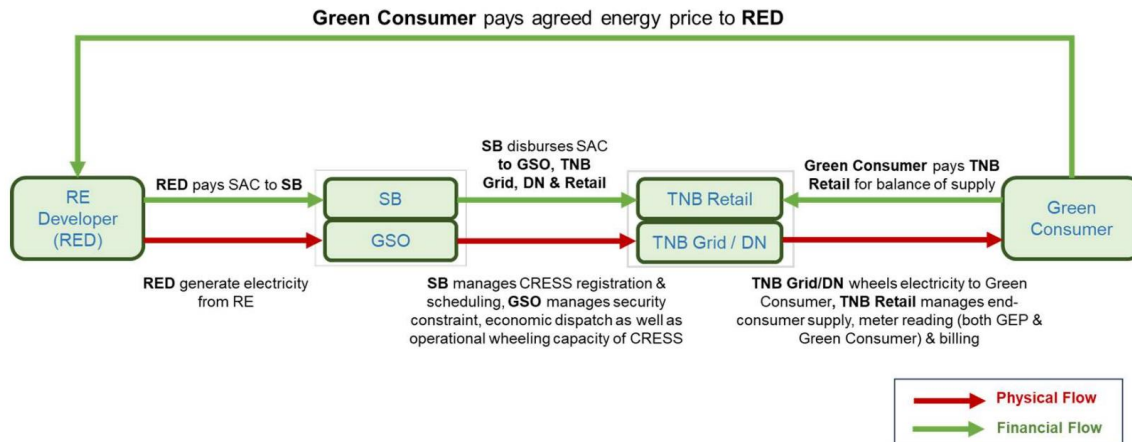 Green Consumer pays agreed energy price to RED
SB disburses SAC
to GSO, TNB
Grid, DN & Retail
RED pays SAC to SB
Green Consumer pays TNB
Retail for balance of supply
RE
Developer
(RED)
SB
GSO
TNB Retail
TNB Grid / DN
Green
Consumer
RED generate electricity
from RE
SB manages CRESS registration &
scheduling, GSO manages security
constraint, economic dispatch as well as
operational wheeling capacity of CRESS
TNB Grid/DN wheels electricity to Green
Consumer, TNB Retail manages end-
consumer supply, meter reading (both GEP &
Green Consumer) & billing
Physical Flow
Financial Flow